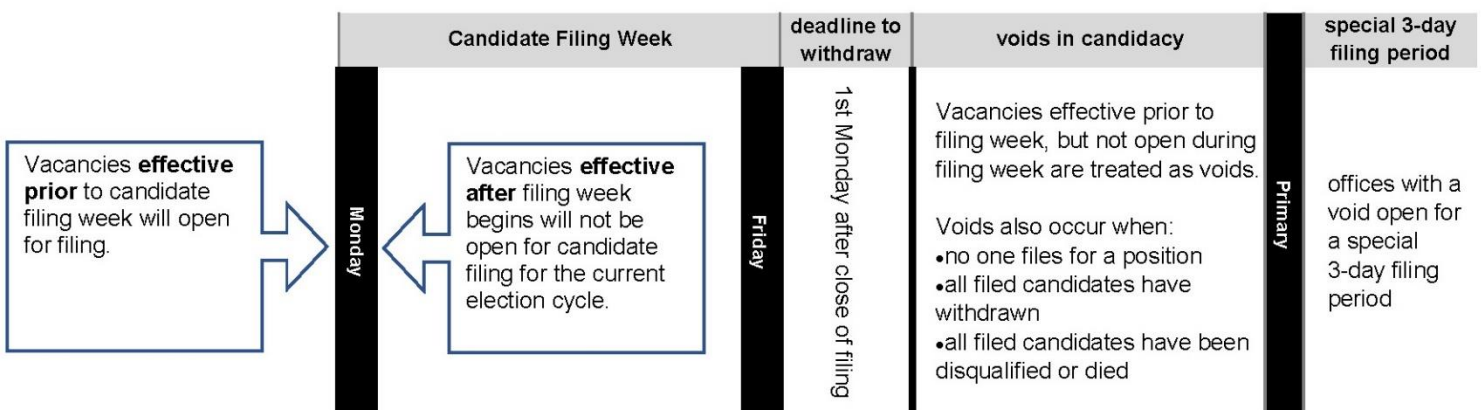 Candidate Filing Week
deadline to
withdraw
voids in candidacy
special 3-day
filing period
Vacancies effective
prior to candidate
filing week will open
for filing.
Monday
Vacancies effective
after filing week
begins will not be
open for candidate
filing for the current
election cycle.
Friday
1st Monday after close of filing
Vacancies effective prior to
filing week, but not open during
filing week are treated as voids.
Voids also occur when:
•no one files for a position
•all filed candidates have
withdrawn
•all filed candidates have been
disqualified or died
Primary
offices with a
void open for
a special
3-day filing
period